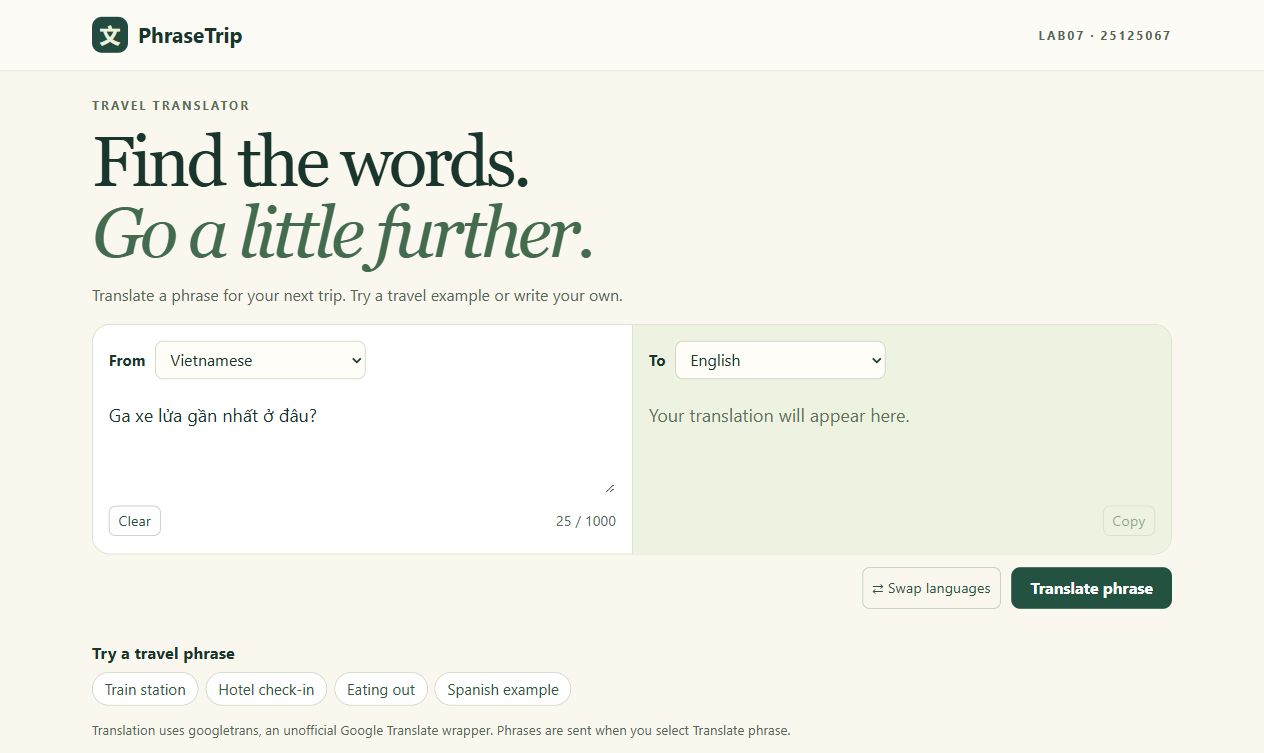 文 PhraseTrip
LAB07 · 25125067
TRAVEL TRANSLATOR
Find the words.
Go a little further.
Translate a phrase for your next trip. Try a travel example or write your own.
From Vietnamese
To English
Ga xe lửa gần nhất ở đâu?
Your translation will appear here.
Clear
25 / 1000
Copy
⇄ Swap languages
Translate phrase
Try a travel phrase
Train station
Hotel check-in
Eating out
Spanish example
Translation uses googletrans, an unofficial Google Translate wrapper. Phrases are sent when you select Translate phrase.